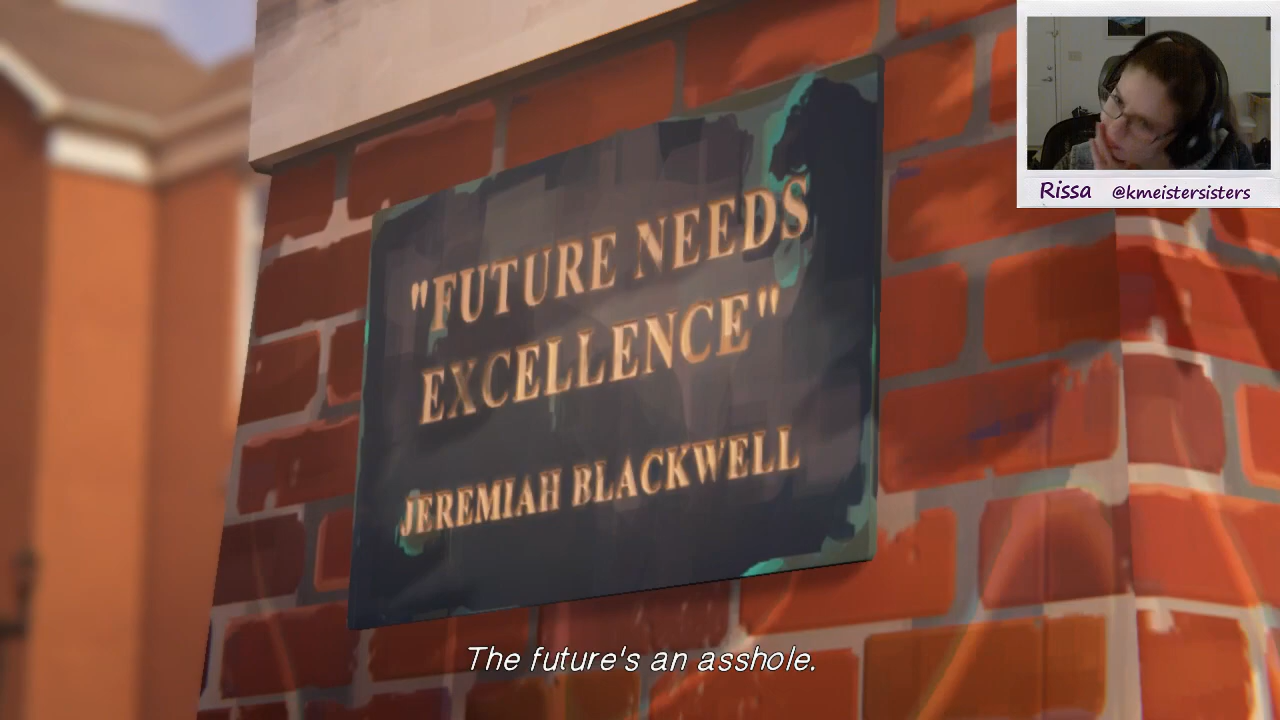 "FUTURE NEEDS
EXCELLENCE"
JEREMIAH BLACKWELL
The future's an asshole.
Rissa @kmeistersisters